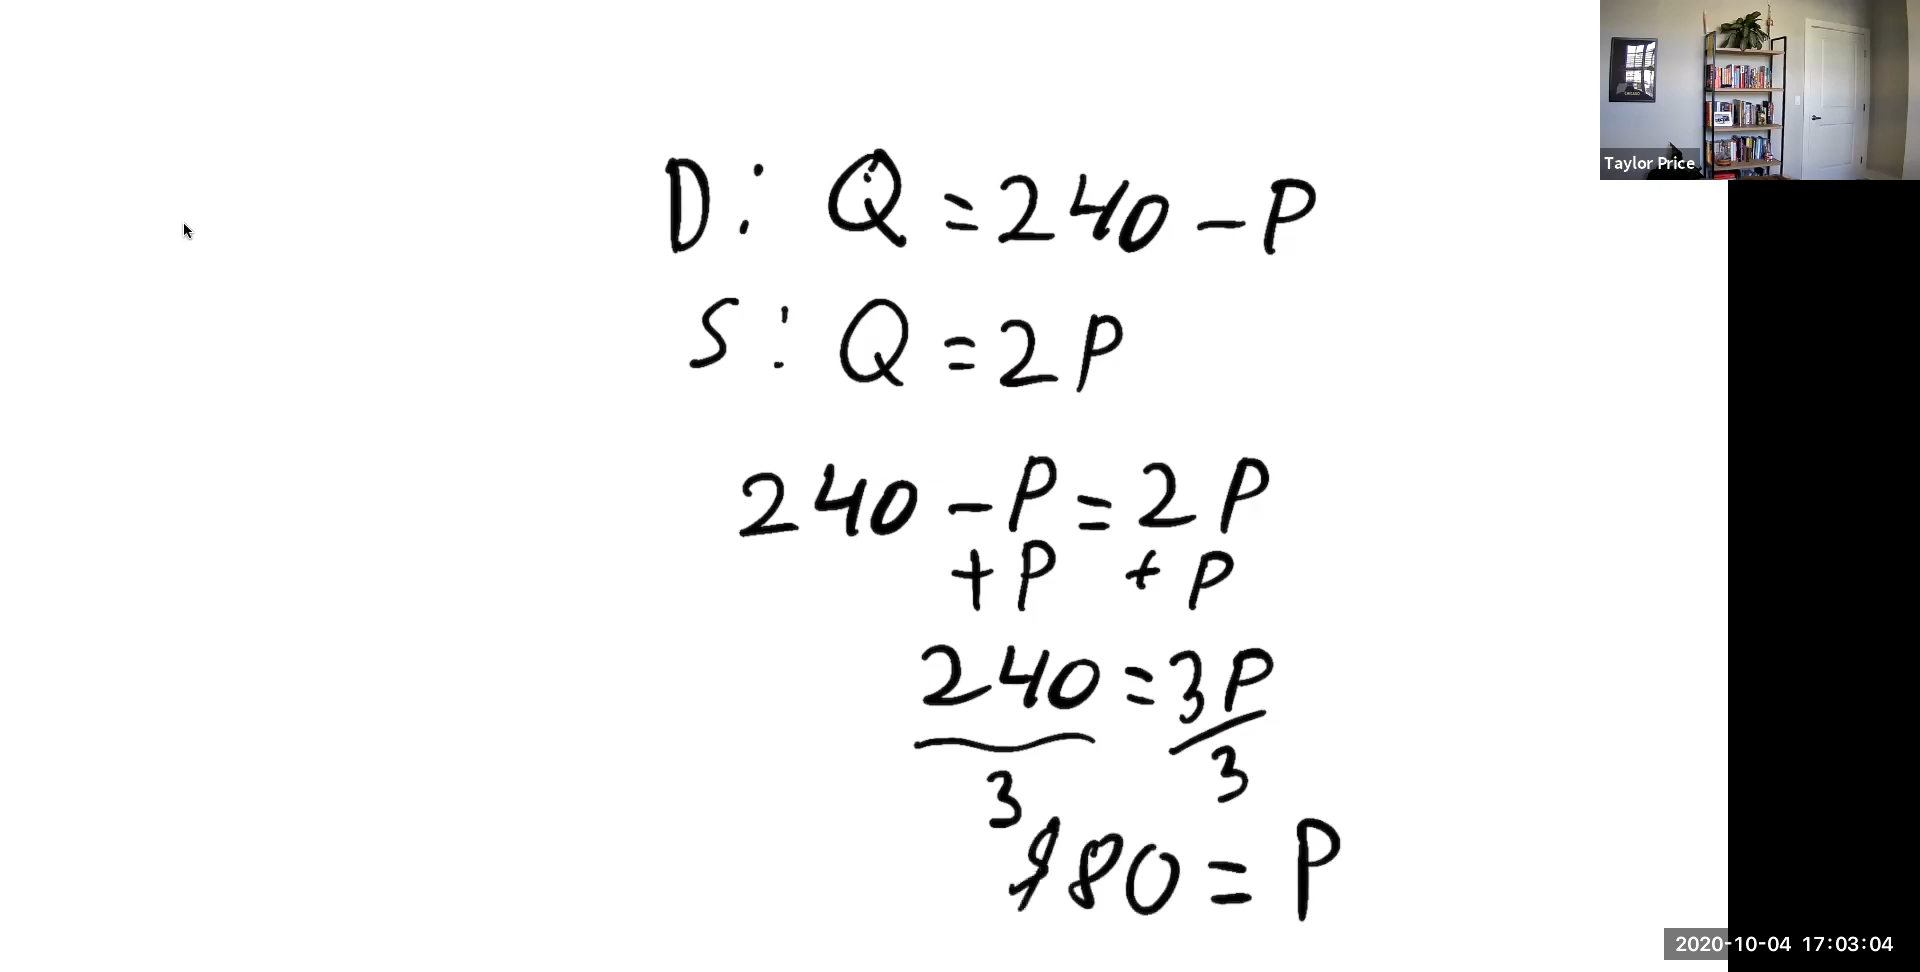 Taylor Price
D: Q = 240 - P
S: Q = 2P
240 - P = 2P
+ P + P
240 = 3P
3 3
$80 = P
2020-10-04 17:03:04